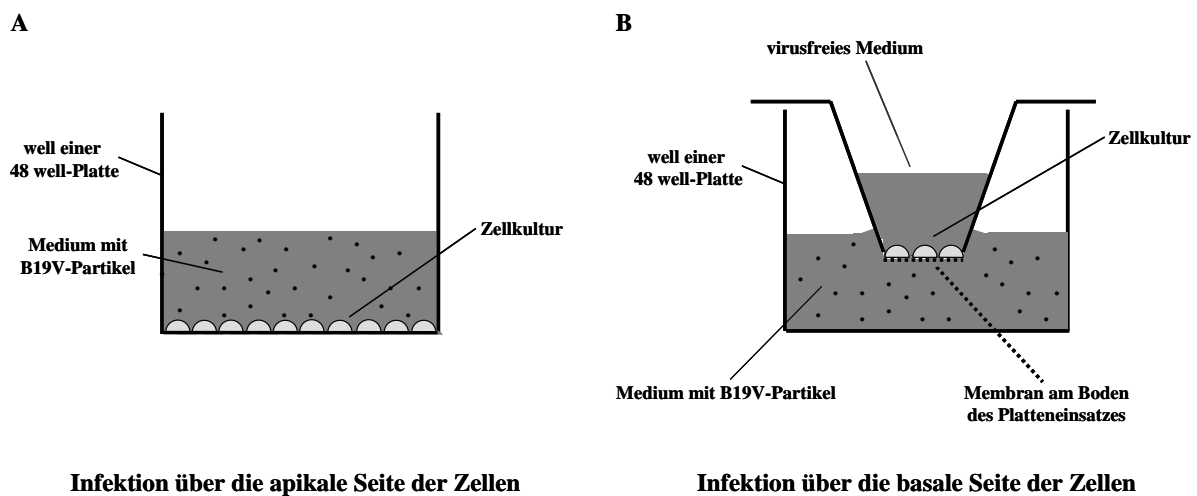 A
well einer
48 well-Platte
Medium mit
B19V-Partikel
Zellkultur
Infektion über die apikale Seite der Zellen
B
virusfreies Medium
well einer
48 well-Platte
Zellkultur
Medium mit B19V-Partikel
Membran am Boden
des Platteneinsatzes
Infektion über die basale Seite der Zellen